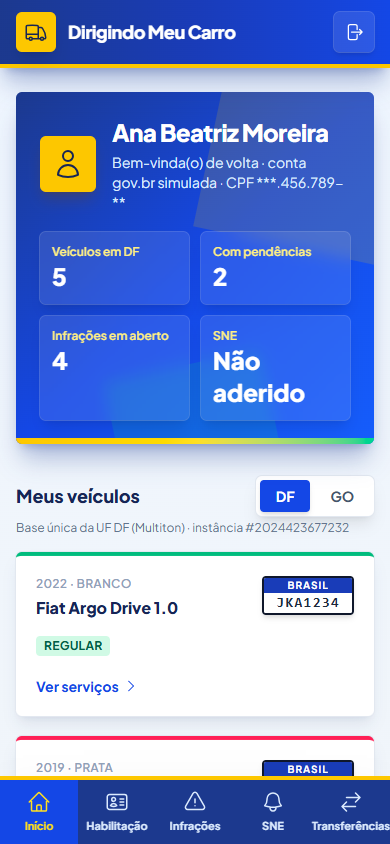 Dirigindo Meu Carro
Ana Beatriz Moreira
Bem-vinda(o) de volta · conta
gov.br simulada · CPF ***.456.789-
**
Veículos em DF
5
Com pendências
2
Infrações em aberto
4
SNE
Não
aderido
Meus veículos
DF
GO
Base única da UF DF (Multiton) · instância #2024423677232
2022 · BRANCO
Fiat Argo Drive 1.0
BRASIL
JKA1234
REGULAR
Ver serviços
2019 · PRATA
BRASIL
Início
Habilitação
Infrações
SNE
Transferências